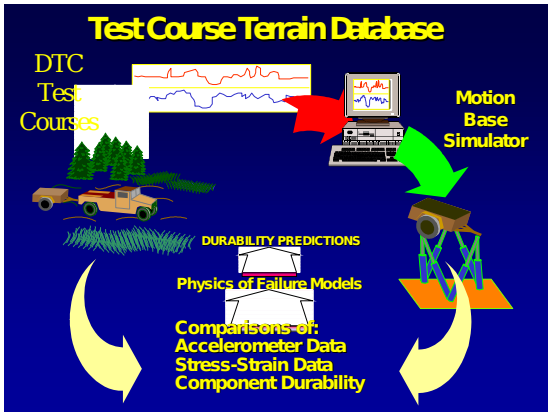 Test Course Terrain Database
DTC
Test
Courses
Motion
Base
Simulator
DURABILITY PREDICTIONS
Physics of Failure Models
Comparisons of:
Accelerometer Data
Stress-Strain Data
Component Durability